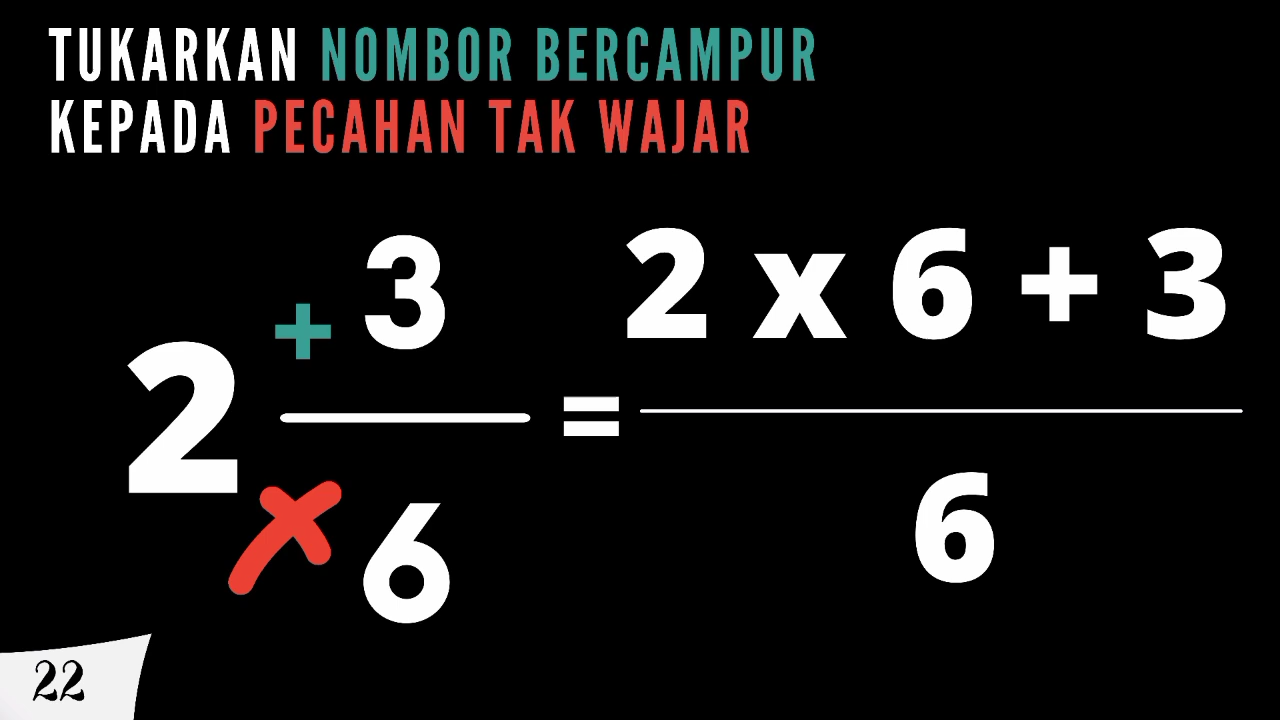 TUKARKAN NOMBOR BERCAMPUR
KEPADA PECAHAN TAK WAJAR
+ 3
2
x 6
=
2 x 6 + 3
6
22